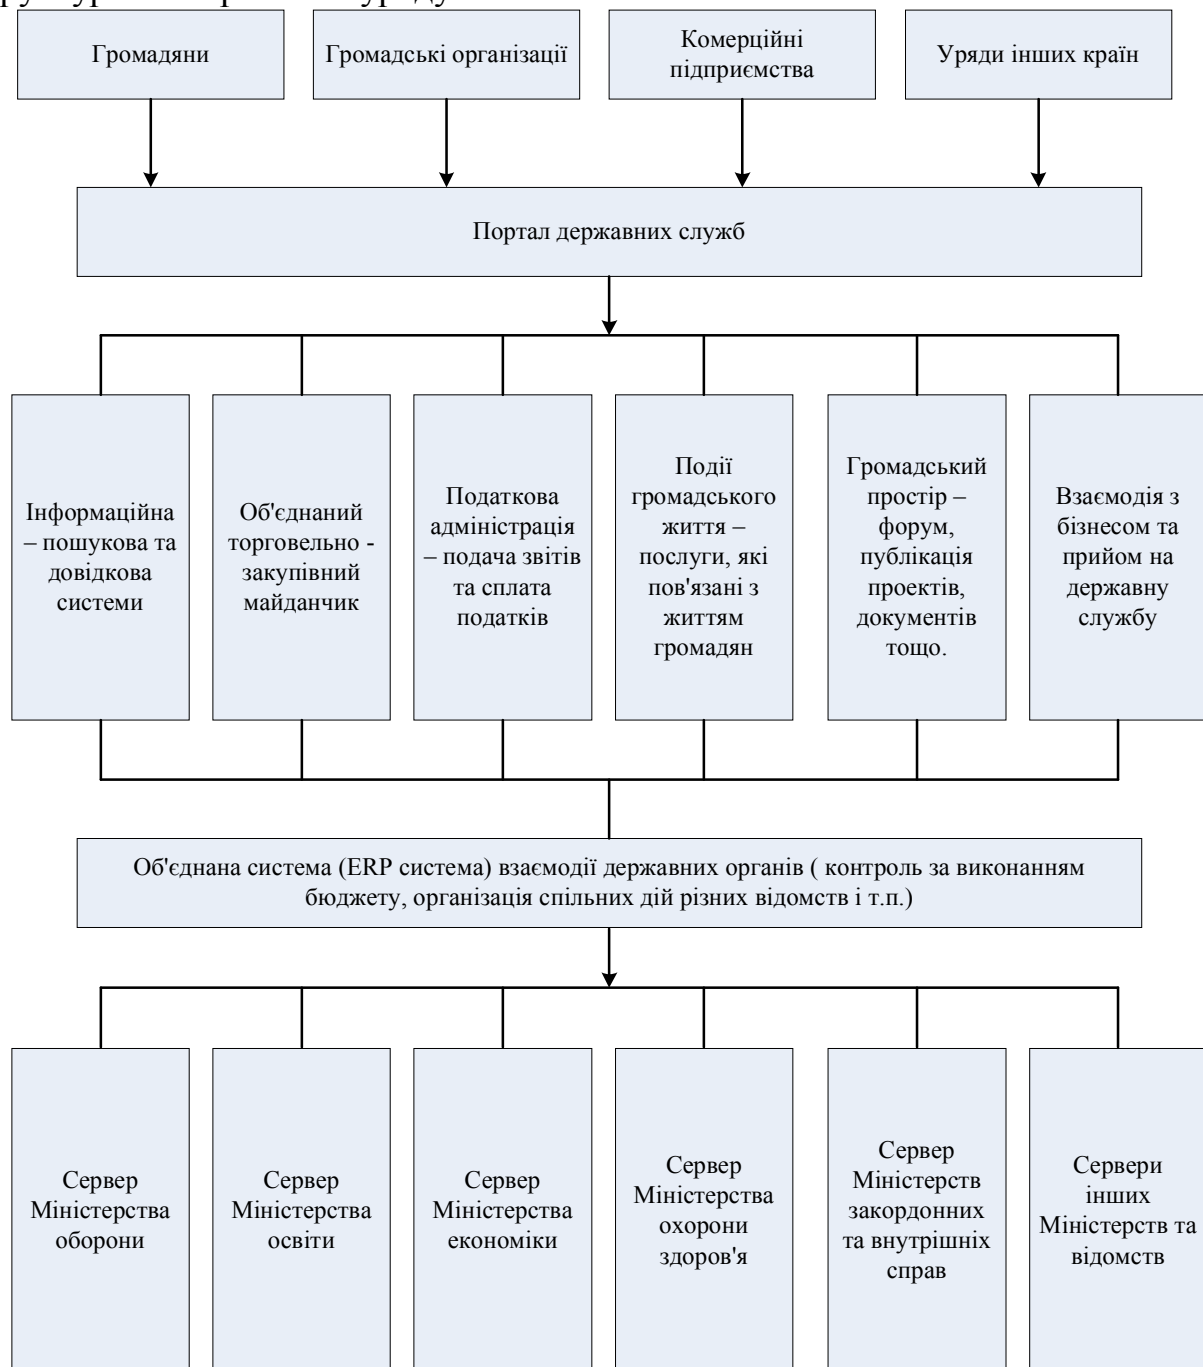 Громадяни
Громадські організації
Комерційні
підприємства
Уряди інших країн
Портал державних служб
Інформаційна
– пошукова та
довідкова
системи
Об'єднаний
торговельно -
закупівний
майданчик
Податкова
адміністрація
– подача звітів
та сплата
податків
Події
громадського
життя –
послуги, які
пов'язані з
життям
громадян
Громадський
простір –
форум,
публікація
проектів,
документів
тощо.
Взаємодія з
бізнесом та
прийом на
державну
службу
Об'єднана система (ERP система) взаємодії державних органів ( контроль за виконанням
бюджету, організація спільних дій різних відомств і т.п.)
Сервер
Міністерства
оборони
Сервер
Міністерства
освіти
Сервер
Міністерства
економіки
Сервер
Міністерства
охорони
здоров'я
Сервер
Міністерств
закордонних
та внутрішніх
справ
Сервери
інших
Міністерств та
відомств